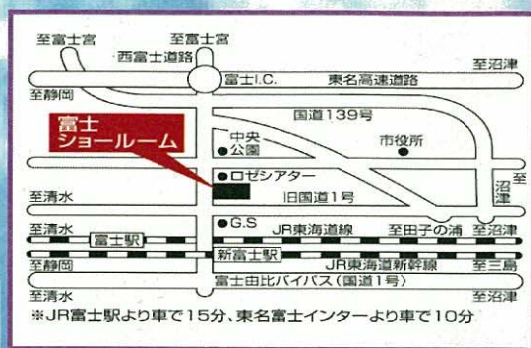 至富士宮
至富士宮
西富士道路
至沼津
富士I.C.
東名高速道路
至静岡
国道139号
富士
ショールーム
中央
公園
市役所
ロゼシアター
至
沼津
至清水
旧国道1号
G.S
JR東海道線
至田子の浦
至沼津
富士駅
新富士駅
至静岡
JR東海道新幹線
至三島
富士由比バイパス(国道1号)
至清水
至沼津
※JR富士駅より車で15分、東名富士インターより車で10分